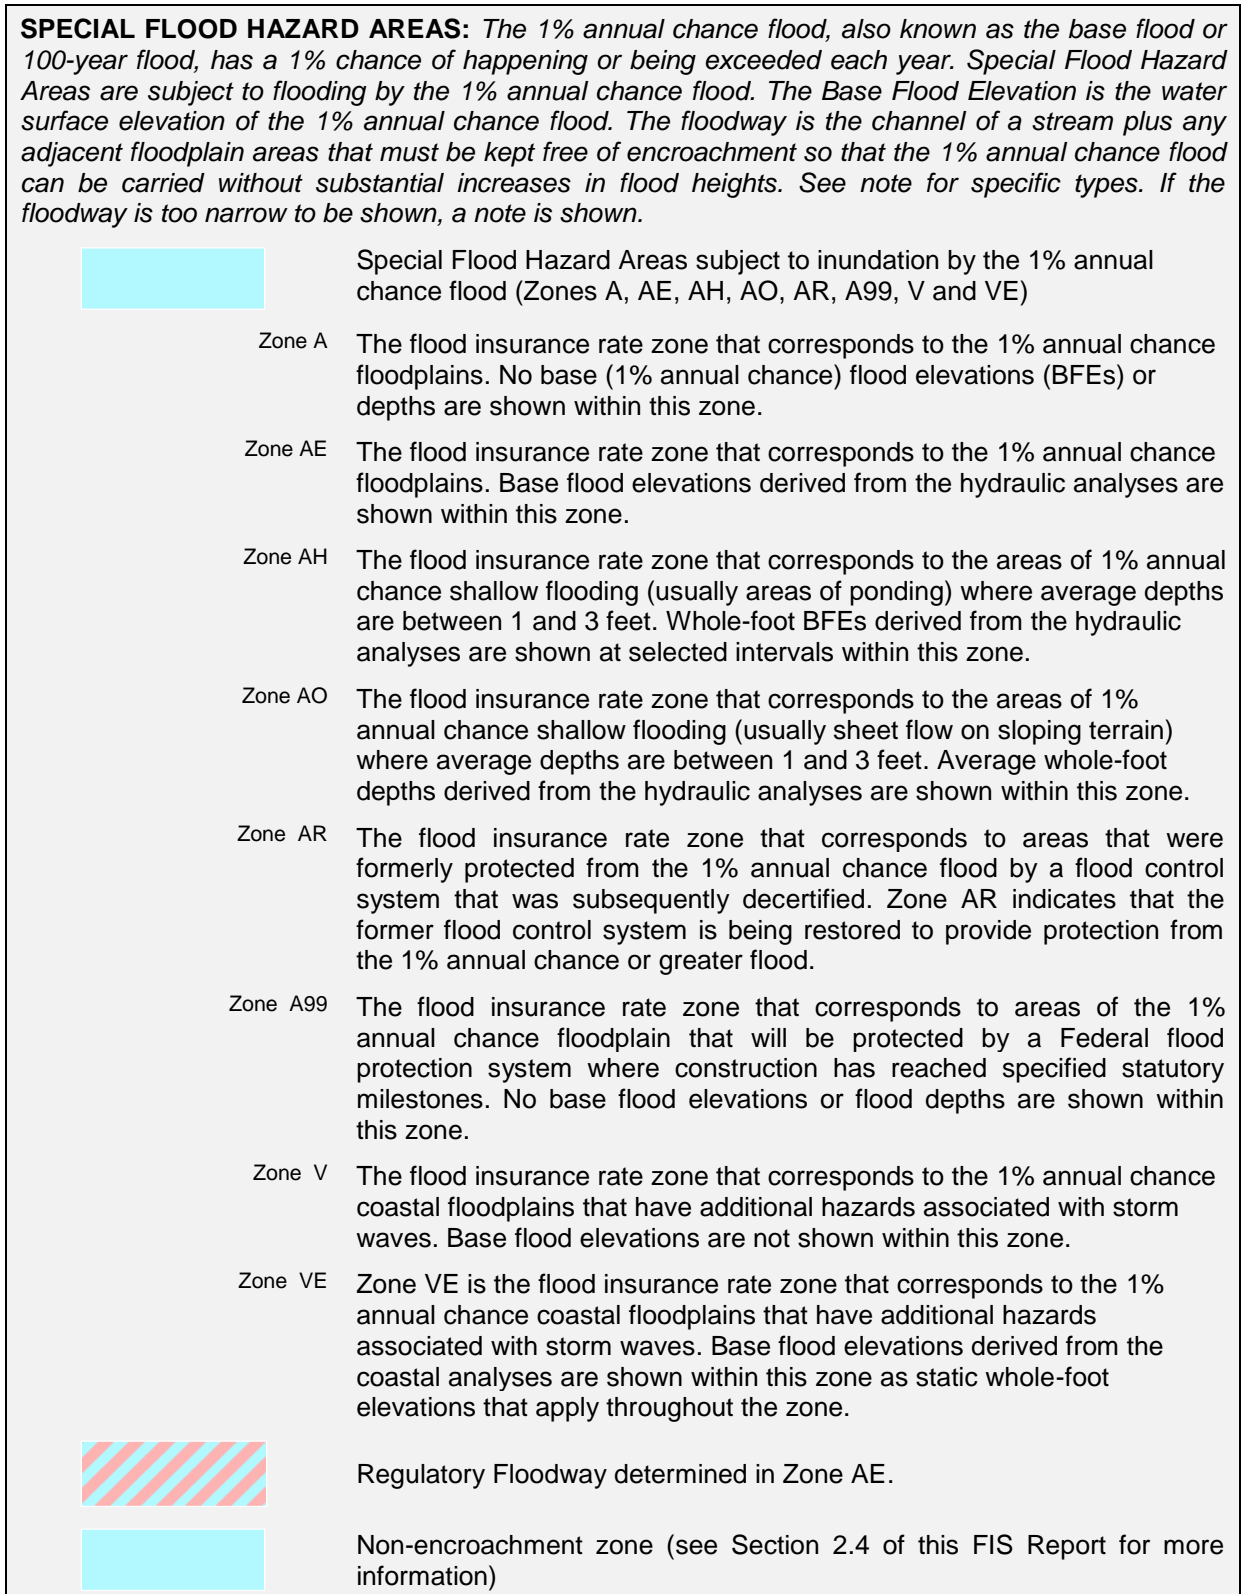 SPECIAL FLOOD HAZARD AREAS: The 1% annual chance flood, also known as the base flood or
100-year flood, has a 1% chance of happening or being exceeded each year. Special Flood Hazard
Areas are subject to flooding by the 1% annual chance flood. The Base Flood Elevation is the water
surface elevation of the 1% annual chance flood. The floodway is the channel of a stream plus any
adjacent floodplain areas that must be kept free of encroachment so that the 1% annual chance flood
can be carried without substantial increases in flood heights. See note for specific types. If the
floodway is too narrow to be shown, a note is shown.
Special Flood Hazard Areas subject to inundation by the 1% annual
chance flood (Zones A, AE, AH, AO, AR, A99, V and VE)
Zone A The flood insurance rate zone that corresponds to the 1% annual chance
floodplains. No base (1% annual chance) flood elevations (BFEs) or
depths are shown within this zone.
Zone AE The flood insurance rate zone that corresponds to the 1% annual chance
floodplains. Base flood elevations derived from the hydraulic analyses are
shown within this zone.
Zone AH The flood insurance rate zone that corresponds to the areas of 1% annual
chance shallow flooding (usually areas of ponding) where average depths
are between 1 and 3 feet. Whole-foot BFEs derived from the hydraulic
analyses are shown at selected intervals within this zone.
Zone AO The flood insurance rate zone that corresponds to the areas of 1%
annual chance shallow flooding (usually sheet flow on sloping terrain)
where average depths are between 1 and 3 feet. Average whole-foot
depths derived from the hydraulic analyses are shown within this zone.
Zone AR The flood insurance rate zone that corresponds to areas that were
formerly protected from the 1% annual chance flood by a flood control
system that was subsequently decertified. Zone AR indicates that the
former flood control system is being restored to provide protection from
the 1% annual chance or greater flood.
Zone A99 The flood insurance rate zone that corresponds to areas of the 1%
annual chance floodplain that will be protected by a Federal flood
protection system where construction has reached specified statutory
milestones. No base flood elevations or flood depths are shown within
this zone.
Zone V The flood insurance rate zone that corresponds to the 1% annual chance
coastal floodplains that have additional hazards associated with storm
waves. Base flood elevations are not shown within this zone.
Zone VE Zone VE is the flood insurance rate zone that corresponds to the 1%
annual chance coastal floodplains that have additional hazards
associated with storm waves. Base flood elevations derived from the
coastal analyses are shown within this zone as static whole-foot
elevations that apply throughout the zone.
Regulatory Floodway determined in Zone AE.
Non-encroachment zone (see Section 2.4 of this FIS Report for more
information)